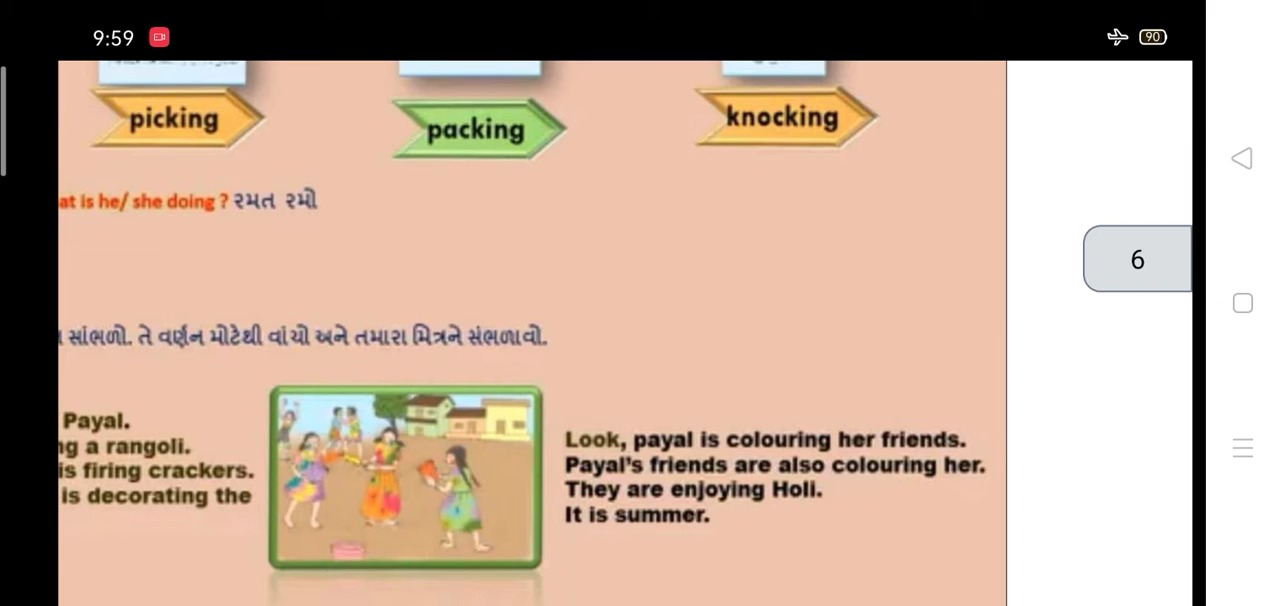 9:59
90
picking
packing
knocking
at is he/ she doing ? રમત રમો
6
સાંભળો. તે વર્ણન મોટેથી વાંચો અને તમારા મિત્રને સંભળાવો.
Payal.
ng a rangoli.
is firing crackers.
is decorating the
Look, payal is colouring her friends.
Payal's friends are also colouring her.
They are enjoying Holi.
It is summer.